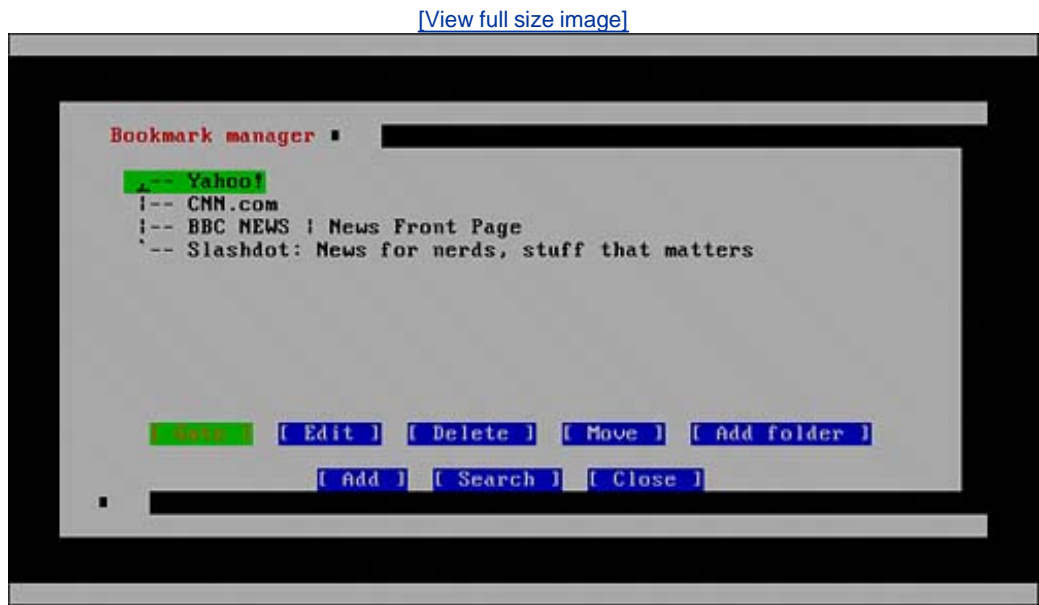 [View full size image]
Bookmark manager
,-- Yahoo!
|-- CNN.com
|-- BBC NEWS | News Front Page
`-- Slashdot: News for nerds, stuff that matters
[ Edit ] [ Delete ] [ Move ] [ Add folder ]
[ Add ] [ Search ] [ Close ]